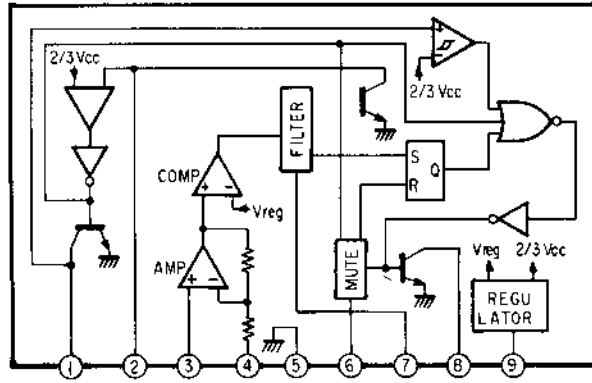 2/3 Vcc
+
-
2/3 Vcc
FILTER
COMP
+ -
Vreg
S
R Q
AMP
+ -
MUTE
Vreg
2/3 Vcc
REGU
LATOR
1 2 3 4 5 6 7 8 9